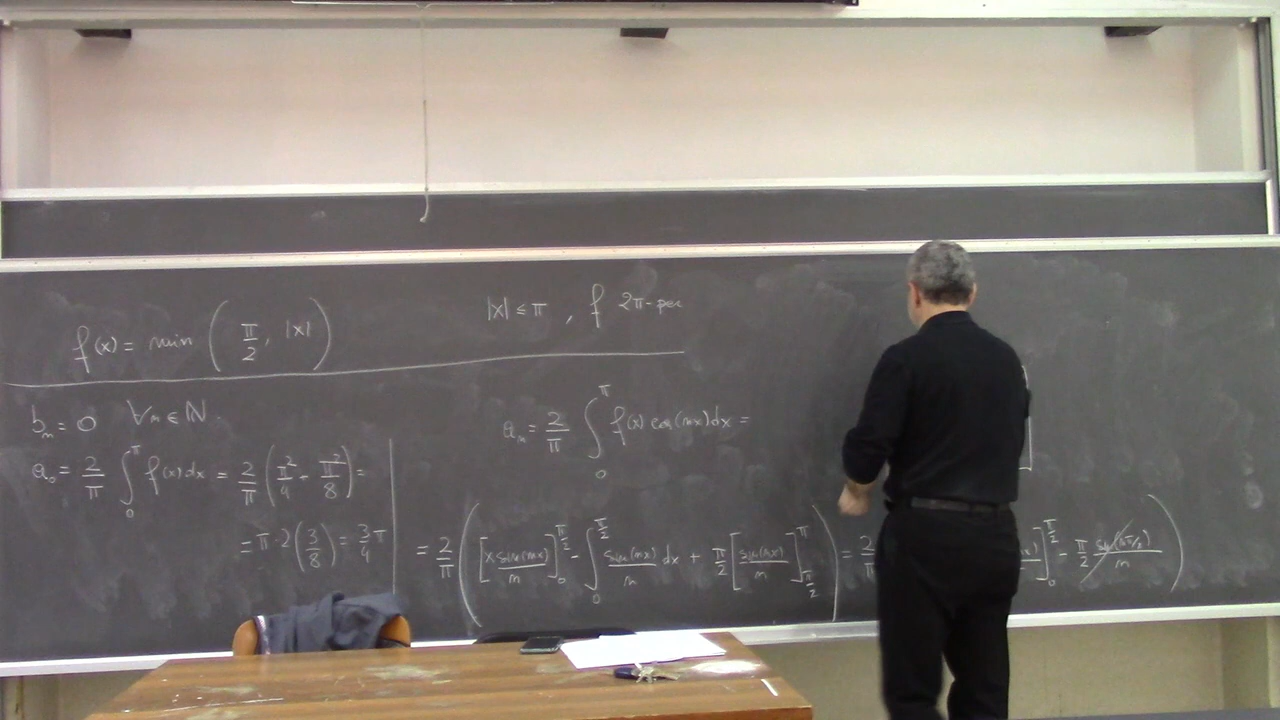 f(x) = min ( π/2 , |x| )
|x| ≤ π , f 2π-per
b_n = 0 ∀n ∈ ℕ.
a_0 = 2/π ∫_0^π f(x) dx = 2/π ( π²/4 + π²/8 ) =
= π · 2 ( 3/8 ) = 3/4 π
a_n = 2/π ∫_0^π f(x) cos(nx) dx =
= 2/π ( [ x sin(nx)/n ]_0^{π/2} - ∫_0^{π/2} sin(nx)/n dx + π/2 [ sin(nx)/n ]_{π/2}^π ) = 2/π
]_0^{π/2} - π/2 sin(nπ/2)/n )